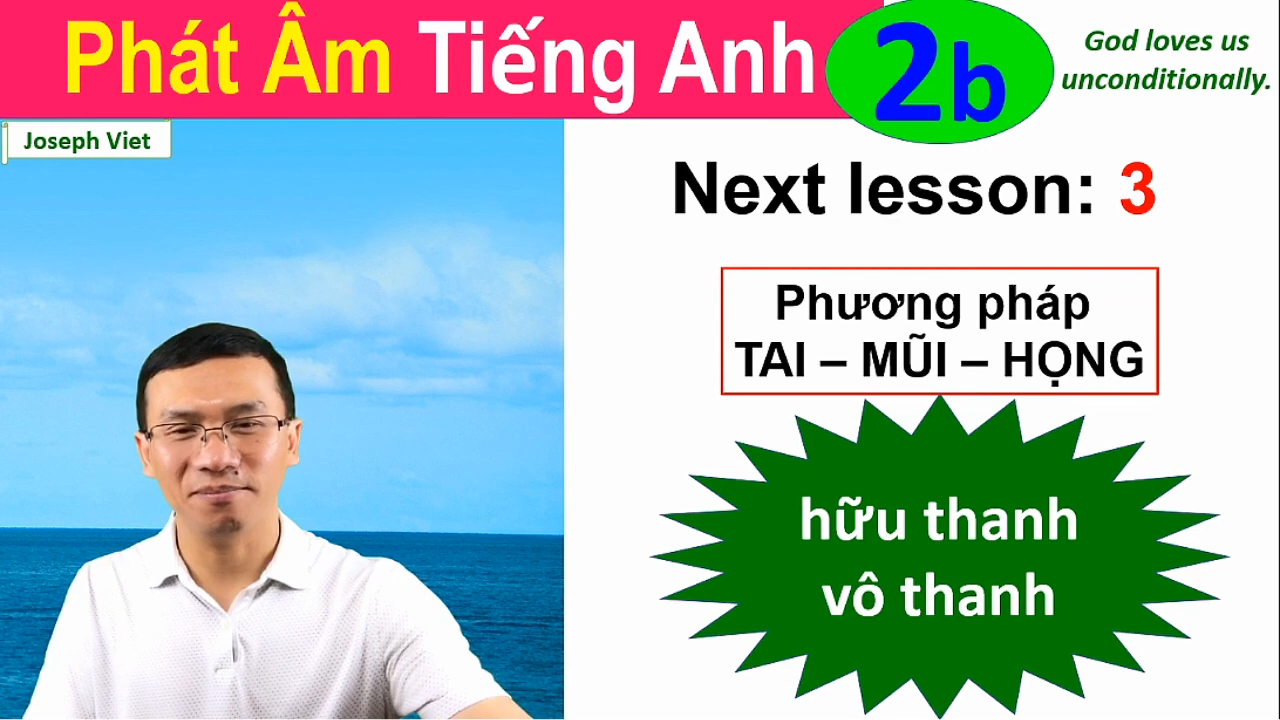 Phát Âm Tiếng Anh
2b
God loves us
unconditionally.
Joseph Viet
Next lesson: 3
Phương pháp
TAI – MŨI – HỌNG
hữu thanh
vô thanh